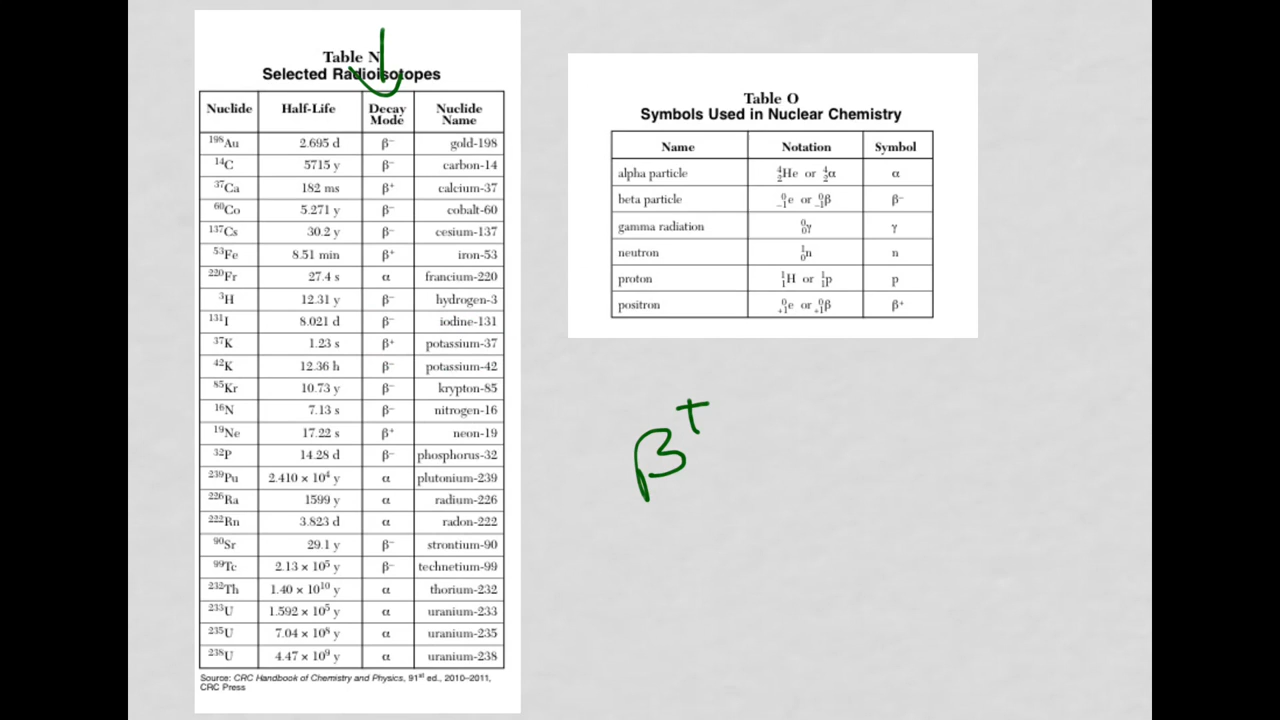 Table N
Selected Radioisotopes
Nuclide Half-Life Decay Mode Nuclide Name
¹⁹⁸Au 2.695 d β⁻ gold-198
¹⁴C 5715 y β⁻ carbon-14
³⁷Ca 182 ms β⁺ calcium-37
⁶⁰Co 5.271 y β⁻ cobalt-60
¹³⁷Cs 30.2 y β⁻ cesium-137
⁵³Fe 8.51 min β⁺ iron-53
²²⁰Fr 27.4 s α francium-220
³H 12.31 y β⁻ hydrogen-3
¹³¹I 8.021 d β⁻ iodine-131
³⁷K 1.23 s β⁺ potassium-37
⁴²K 12.36 h β⁻ potassium-42
⁸⁵Kr 10.73 y β⁻ krypton-85
¹⁶N 7.13 s β⁻ nitrogen-16
¹⁹Ne 17.22 s β⁺ neon-19
³²P 14.28 d β⁻ phosphorus-32
²³⁹Pu 2.410 × 10⁴ y α plutonium-239
²²⁶Ra 1599 y α radium-226
²²²Rn 3.823 d α radon-222
⁹⁰Sr 29.1 y β⁻ strontium-90
⁹⁹Tc 2.13 × 10⁵ y β⁻ technetium-99
²³²Th 1.40 × 10¹⁰ y α thorium-232
²³³U 1.592 × 10⁵ y α uranium-233
²³⁵U 7.04 × 10⁸ y α uranium-235
²³⁸U 4.47 × 10⁹ y α uranium-238
Source: CRC Handbook of Chemistry and Physics, 91ˢᵗ ed., 2010–2011,
CRC Press
Table O
Symbols Used in Nuclear Chemistry
Name Notation Symbol
alpha particle ⁴₂He or ⁴₂α α
beta particle ⁰₋₁e or ⁰₋₁β β⁻
gamma radiation ⁰₀γ γ
neutron ¹₀n n
proton ¹₁H or ¹₁p p
positron ⁰₊₁e or ⁰₊₁β β⁺
β⁺